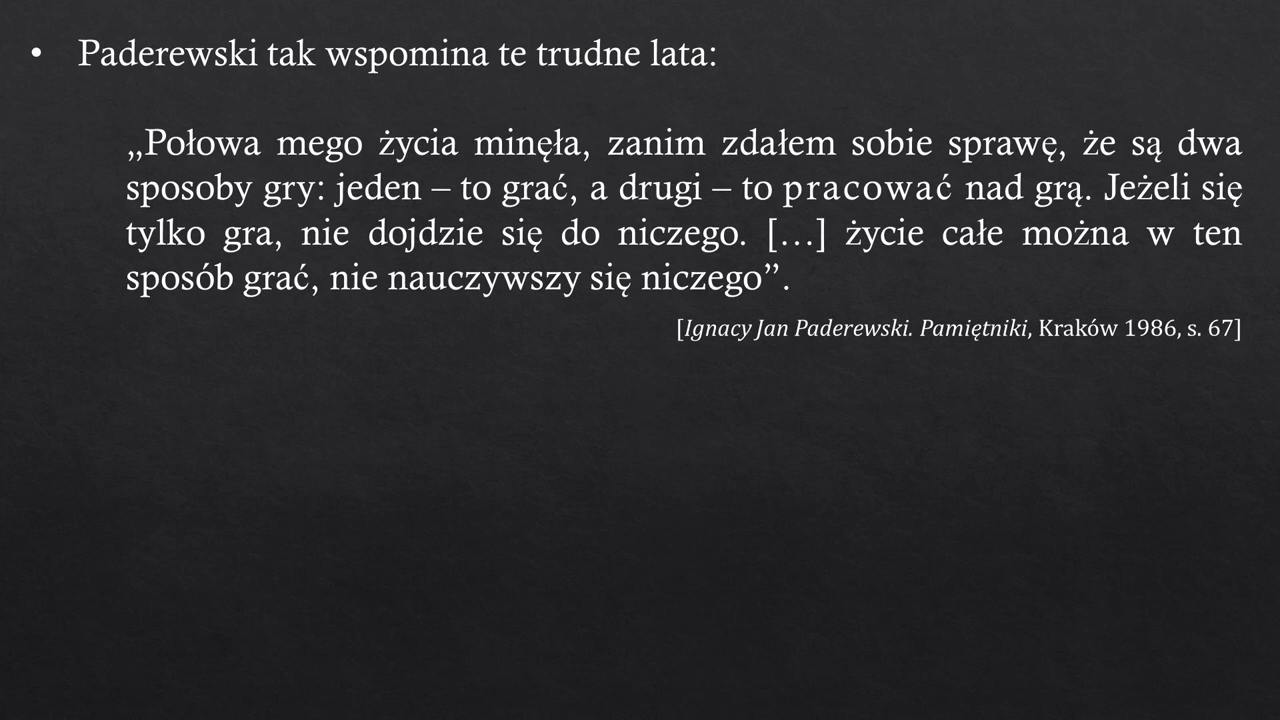 • Paderewski tak wspomina te trudne lata:
„Połowa mego życia minęła, zanim zdałem sobie sprawę, że są dwa
sposoby gry: jeden – to grać, a drugi – to pracować nad grą. Jeżeli się
tylko gra, nie dojdzie się do niczego. […] życie całe można w ten
sposób grać, nie nauczywszy się niczego”.
[Ignacy Jan Paderewski. Pamiętniki, Kraków 1986, s. 67]